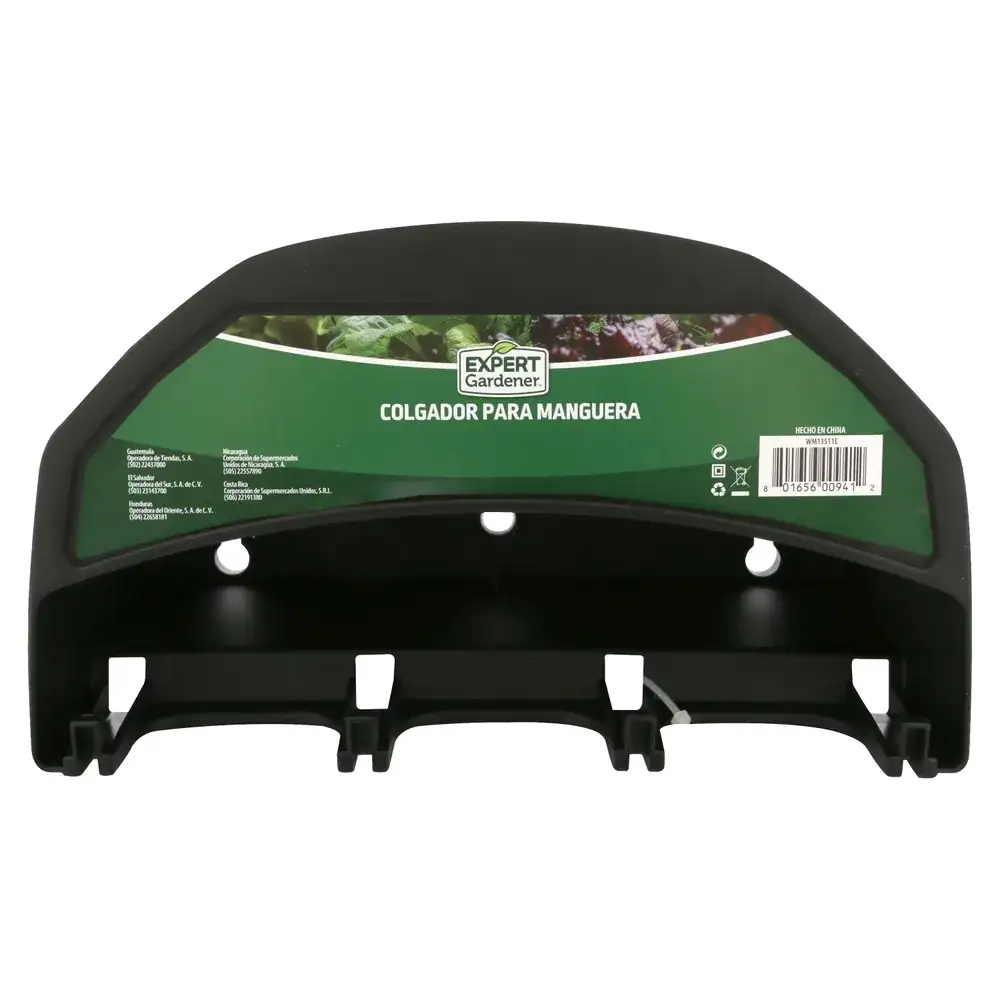 EXPERT
Gardener
COLGADOR PARA MANGUERA
Guatemala
Operadora de Tiendas, S. A.
(502) 22437000
El Salvador
Operadora del Sur, S.A. de C. V.
(503) 23143700
Honduras
Operadora del Oriente, S. A. de C. V.
(504) 22658181
Nicaragua
Corporación de Supermercados
Unidos de Nicaragua, S. A.
(505) 22557890
Costa Rica
Corporación de Supermercados Unidos, S.R.L.
(506) 22191380
HECHO EN CHINA
WM13511E
8 01656 00941 2